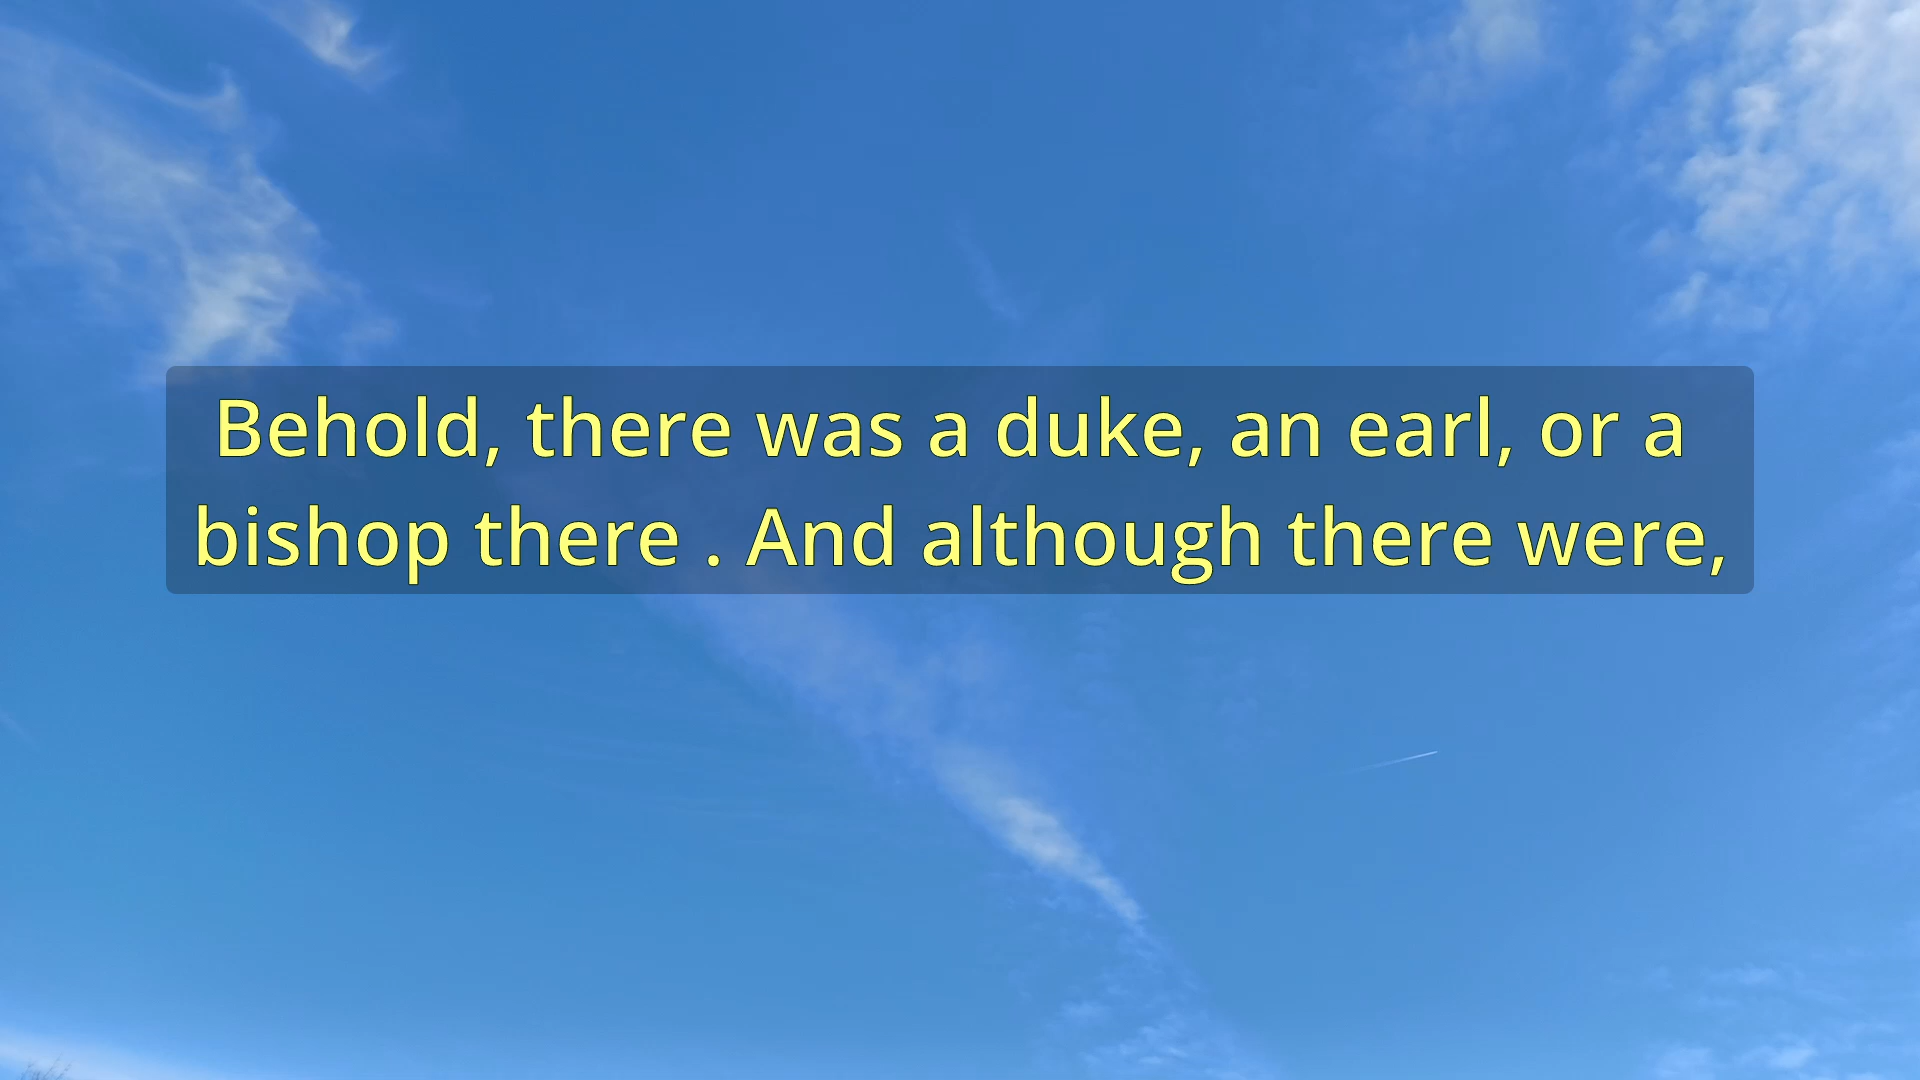 Behold, there was a duke, an earl, or a
bishop there . And although there were,